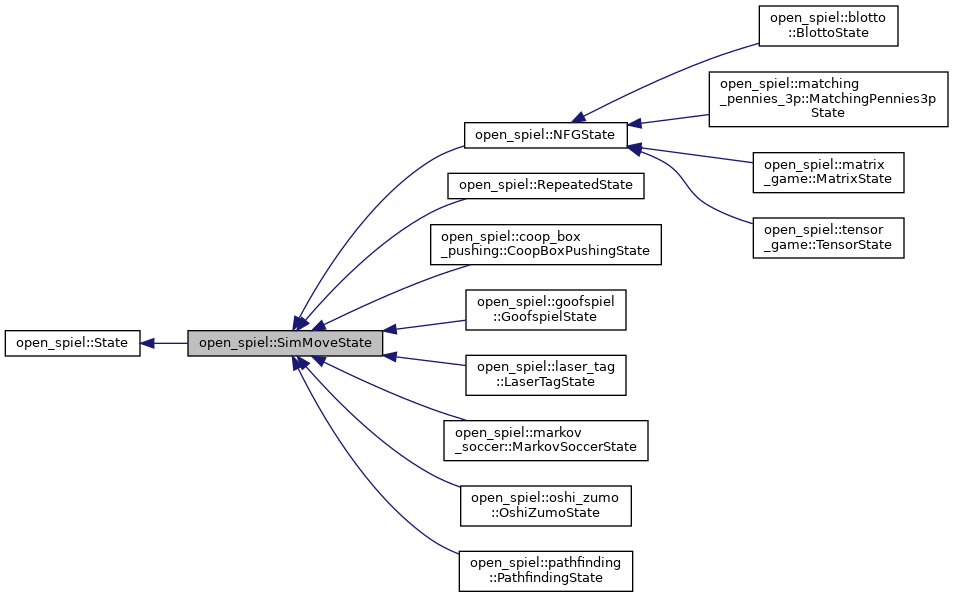 open_spiel::blotto
::BlottoState
open_spiel::matching
_pennies_3p::MatchingPennies3p
State
open_spiel::NFGState
open_spiel::matrix
_game::MatrixState
open_spiel::RepeatedState
open_spiel::tensor
_game::TensorState
open_spiel::coop_box
_pushing::CoopBoxPushingState
open_spiel::goofspiel
::GoofspielState
open_spiel::State
open_spiel::SimMoveState
open_spiel::laser_tag
::LaserTagState
open_spiel::markov
_soccer::MarkovSoccerState
open_spiel::oshi_zumo
::OshiZumoState
open_spiel::pathfinding
::PathfindingState